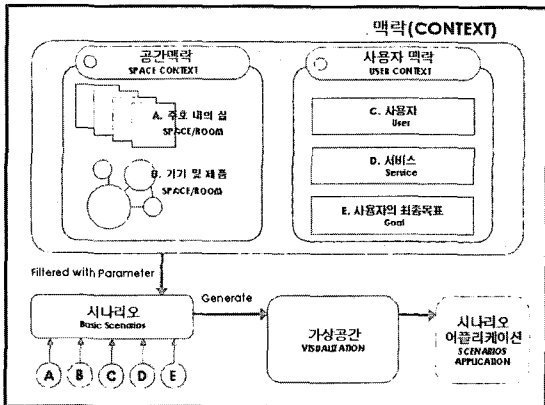 맥락(CONTEXT)
공간맥락
SPACE CONTEXT
A. 주호 내의 실
SPACE/ROOM
B. 기기 및 제품
SPACE/ROOM
사용자 맥락
USER CONTEXT
C. 사용자
User
D. 서비스
Service
E. 사용자의 최종목표
Goal
Filtered with Parameter
시나리오
Basic Scenarios
Generate
가상공간
VISUALIZATION
시나리오
어플리케이션
SCENARIOS
APPLICATION
A B C D E